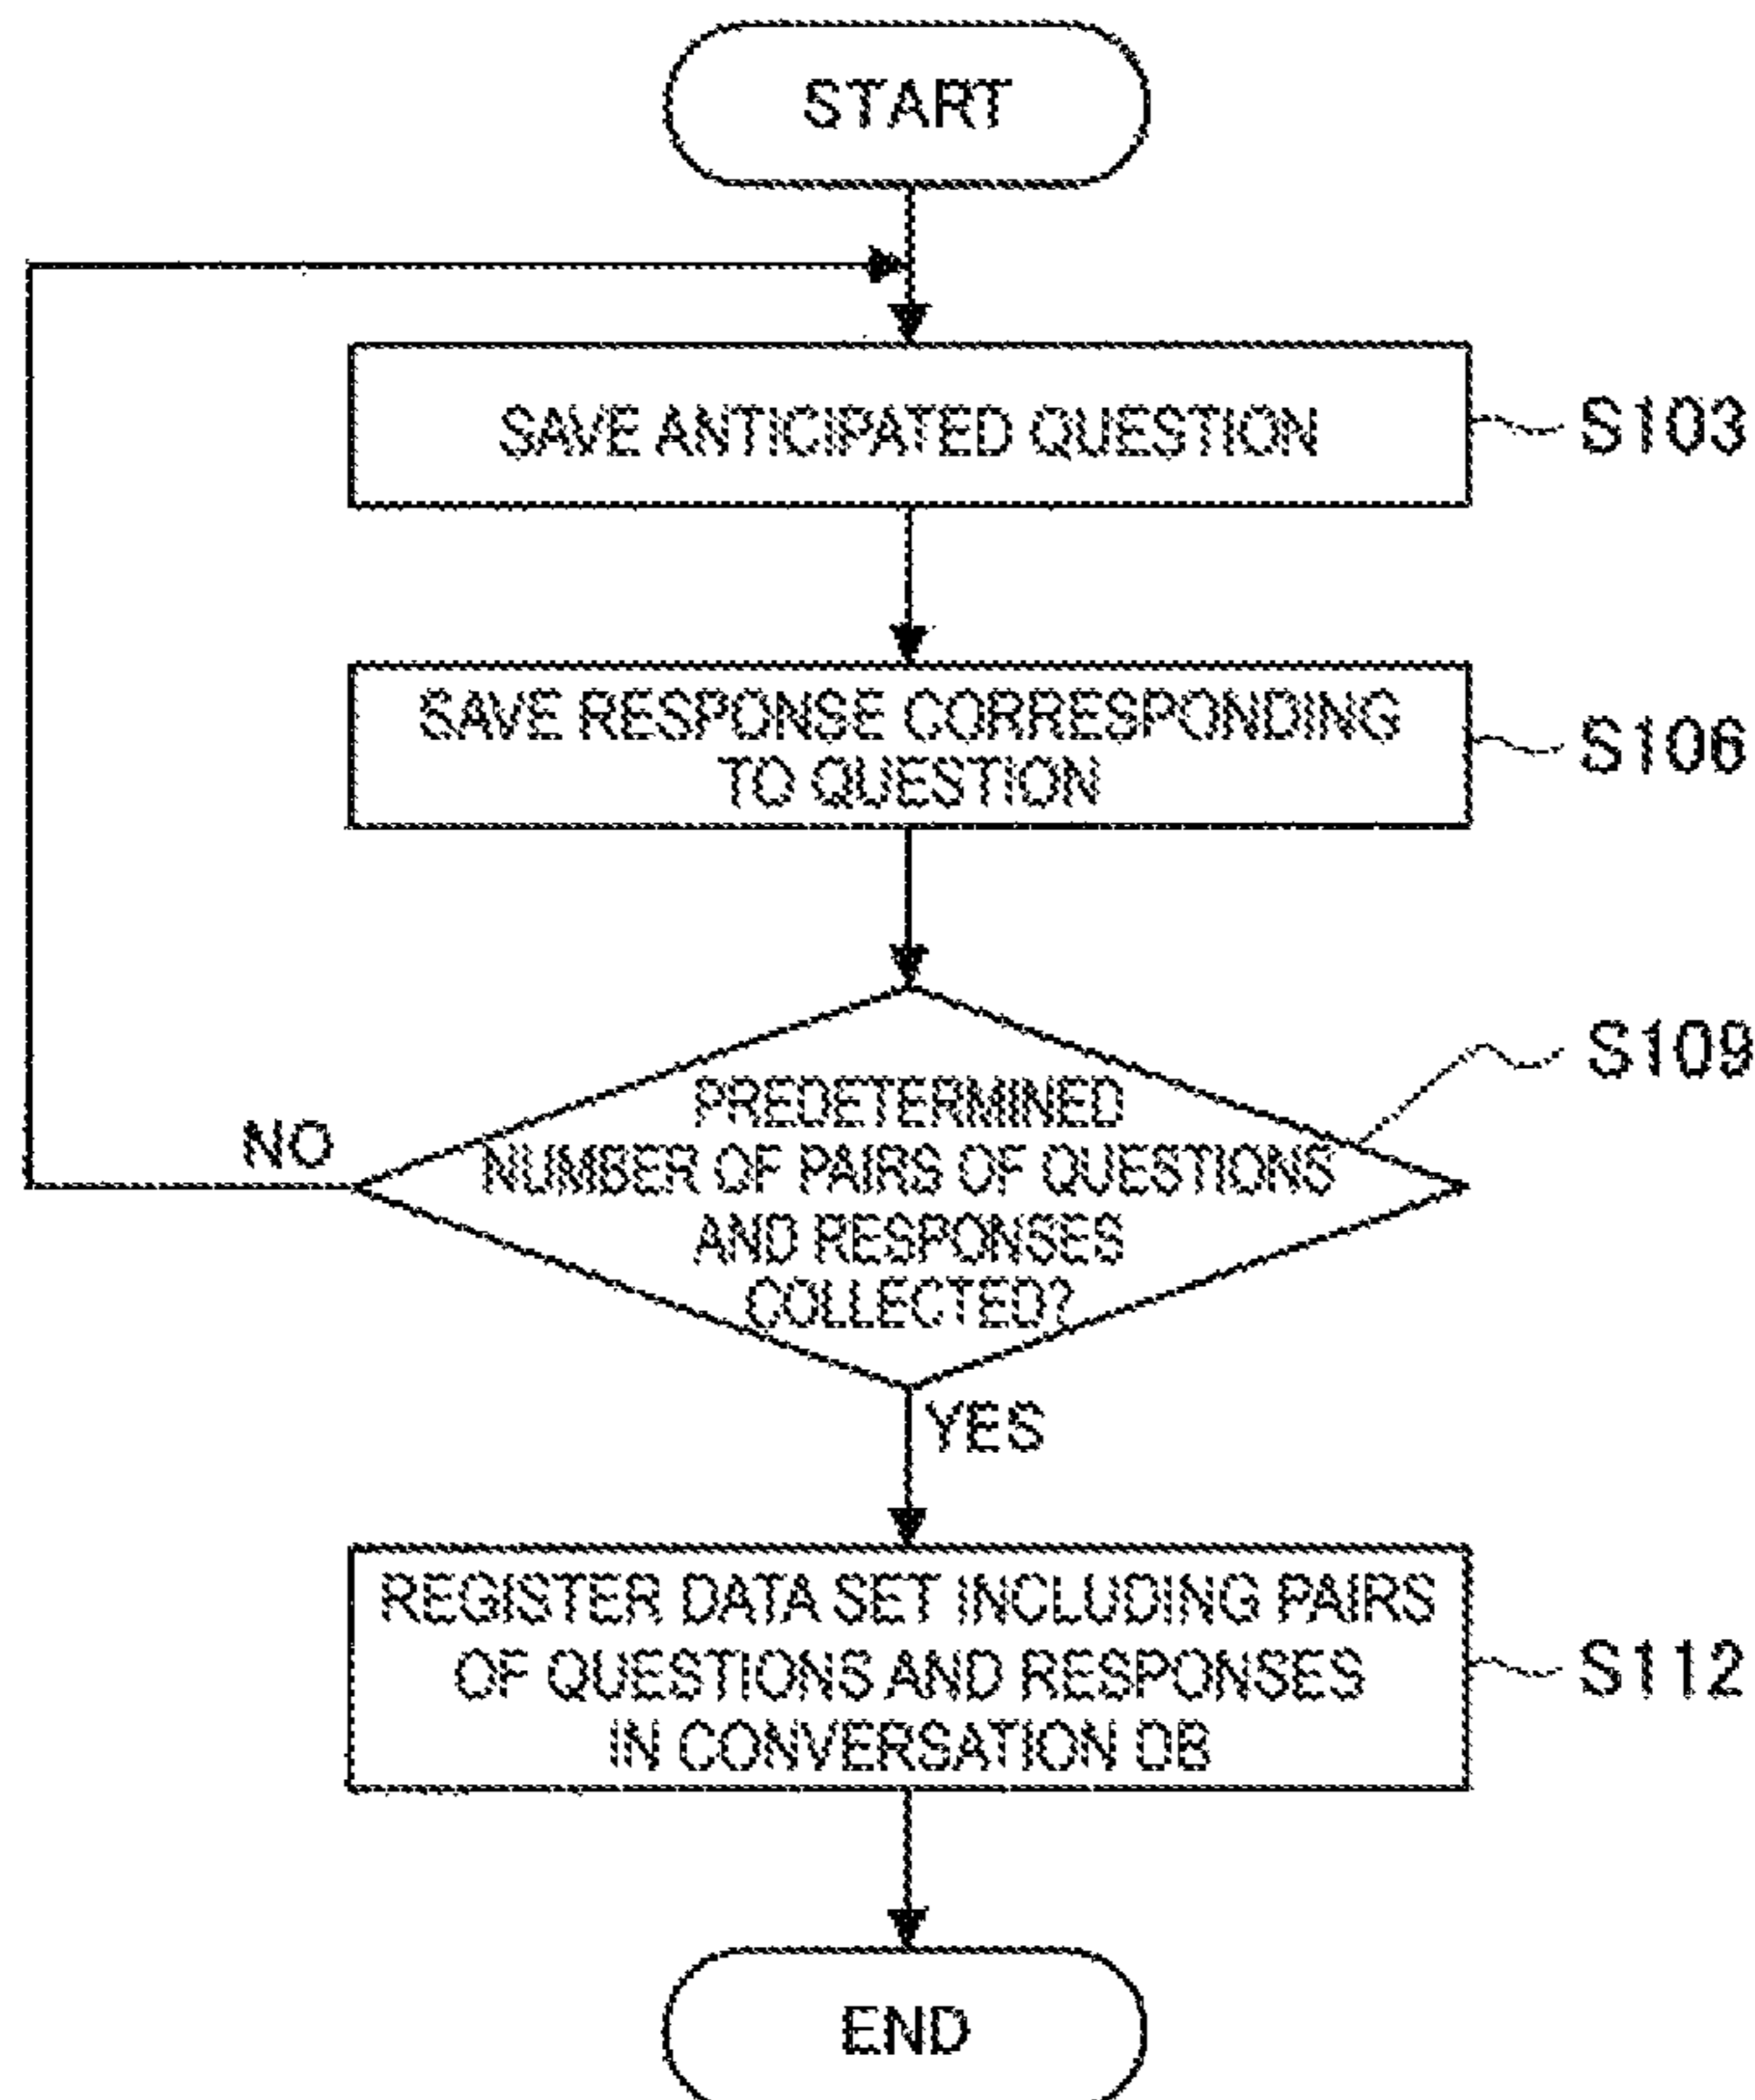 START
SAVE ANTICIPATED QUESTION
S103
SAVE RESPONSE CORRESPONDING
TO QUESTION
S106
S109
PREDETERMINED
NUMBER OF PAIRS OF QUESTIONS
AND RESPONSES
COLLECTED?
NO
YES
REGISTER DATA SET INCLUDING PAIRS
OF QUESTIONS AND RESPONSES
IN CONVERSATION DB
S112
END